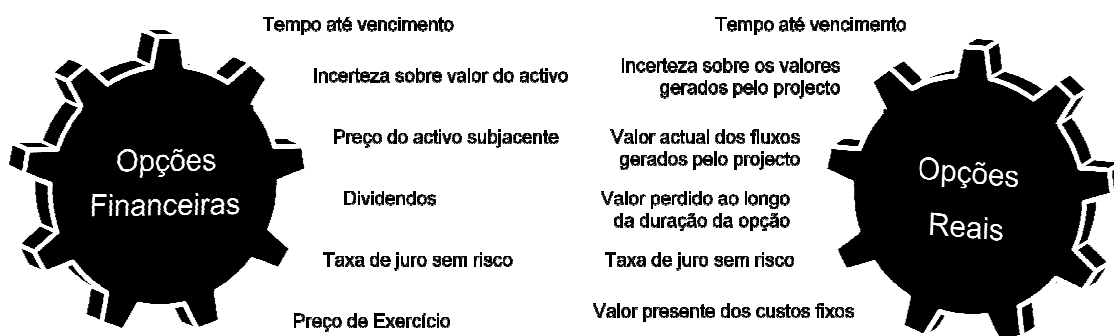 Opções
Financeiras
Tempo até vencimento
Incerteza sobre valor do activo
Preço do activo subjacente
Dividendos
Taxa de juro sem risco
Preço de Exercício
Tempo até vencimento
Incerteza sobre os valores
gerados pelo projecto
Valor actual dos fluxos
gerados pelo projecto
Valor perdido ao longo
da duração da opção
Taxa de juro sem risco
Valor presente dos custos fixos
Opções
Reais